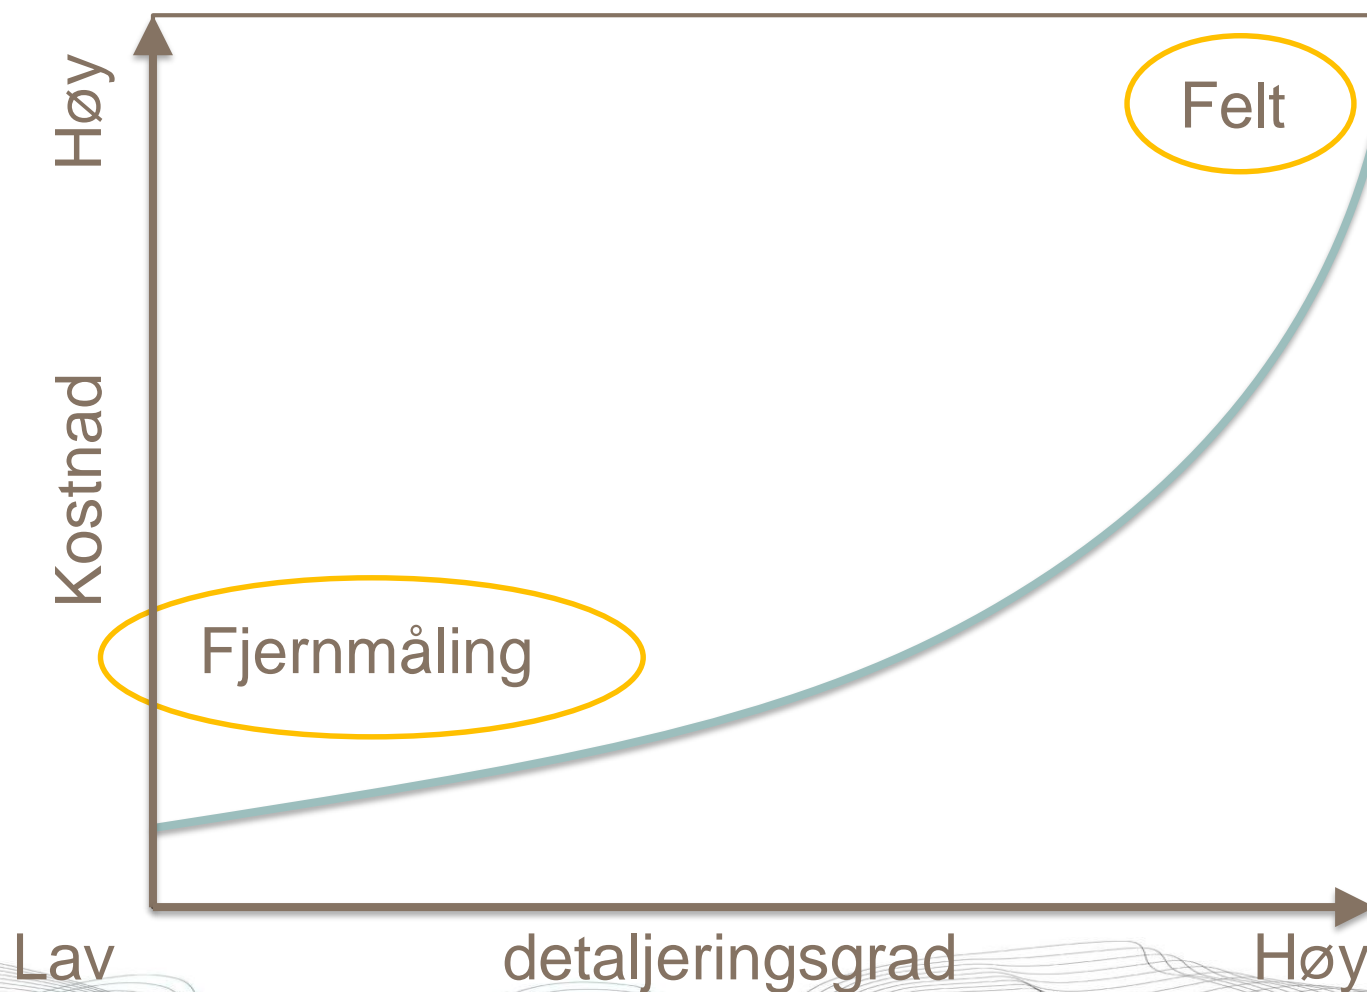 Høy
Felt
Kostnad
Fjernmåling
Lav
detaljeringsgrad
Høy